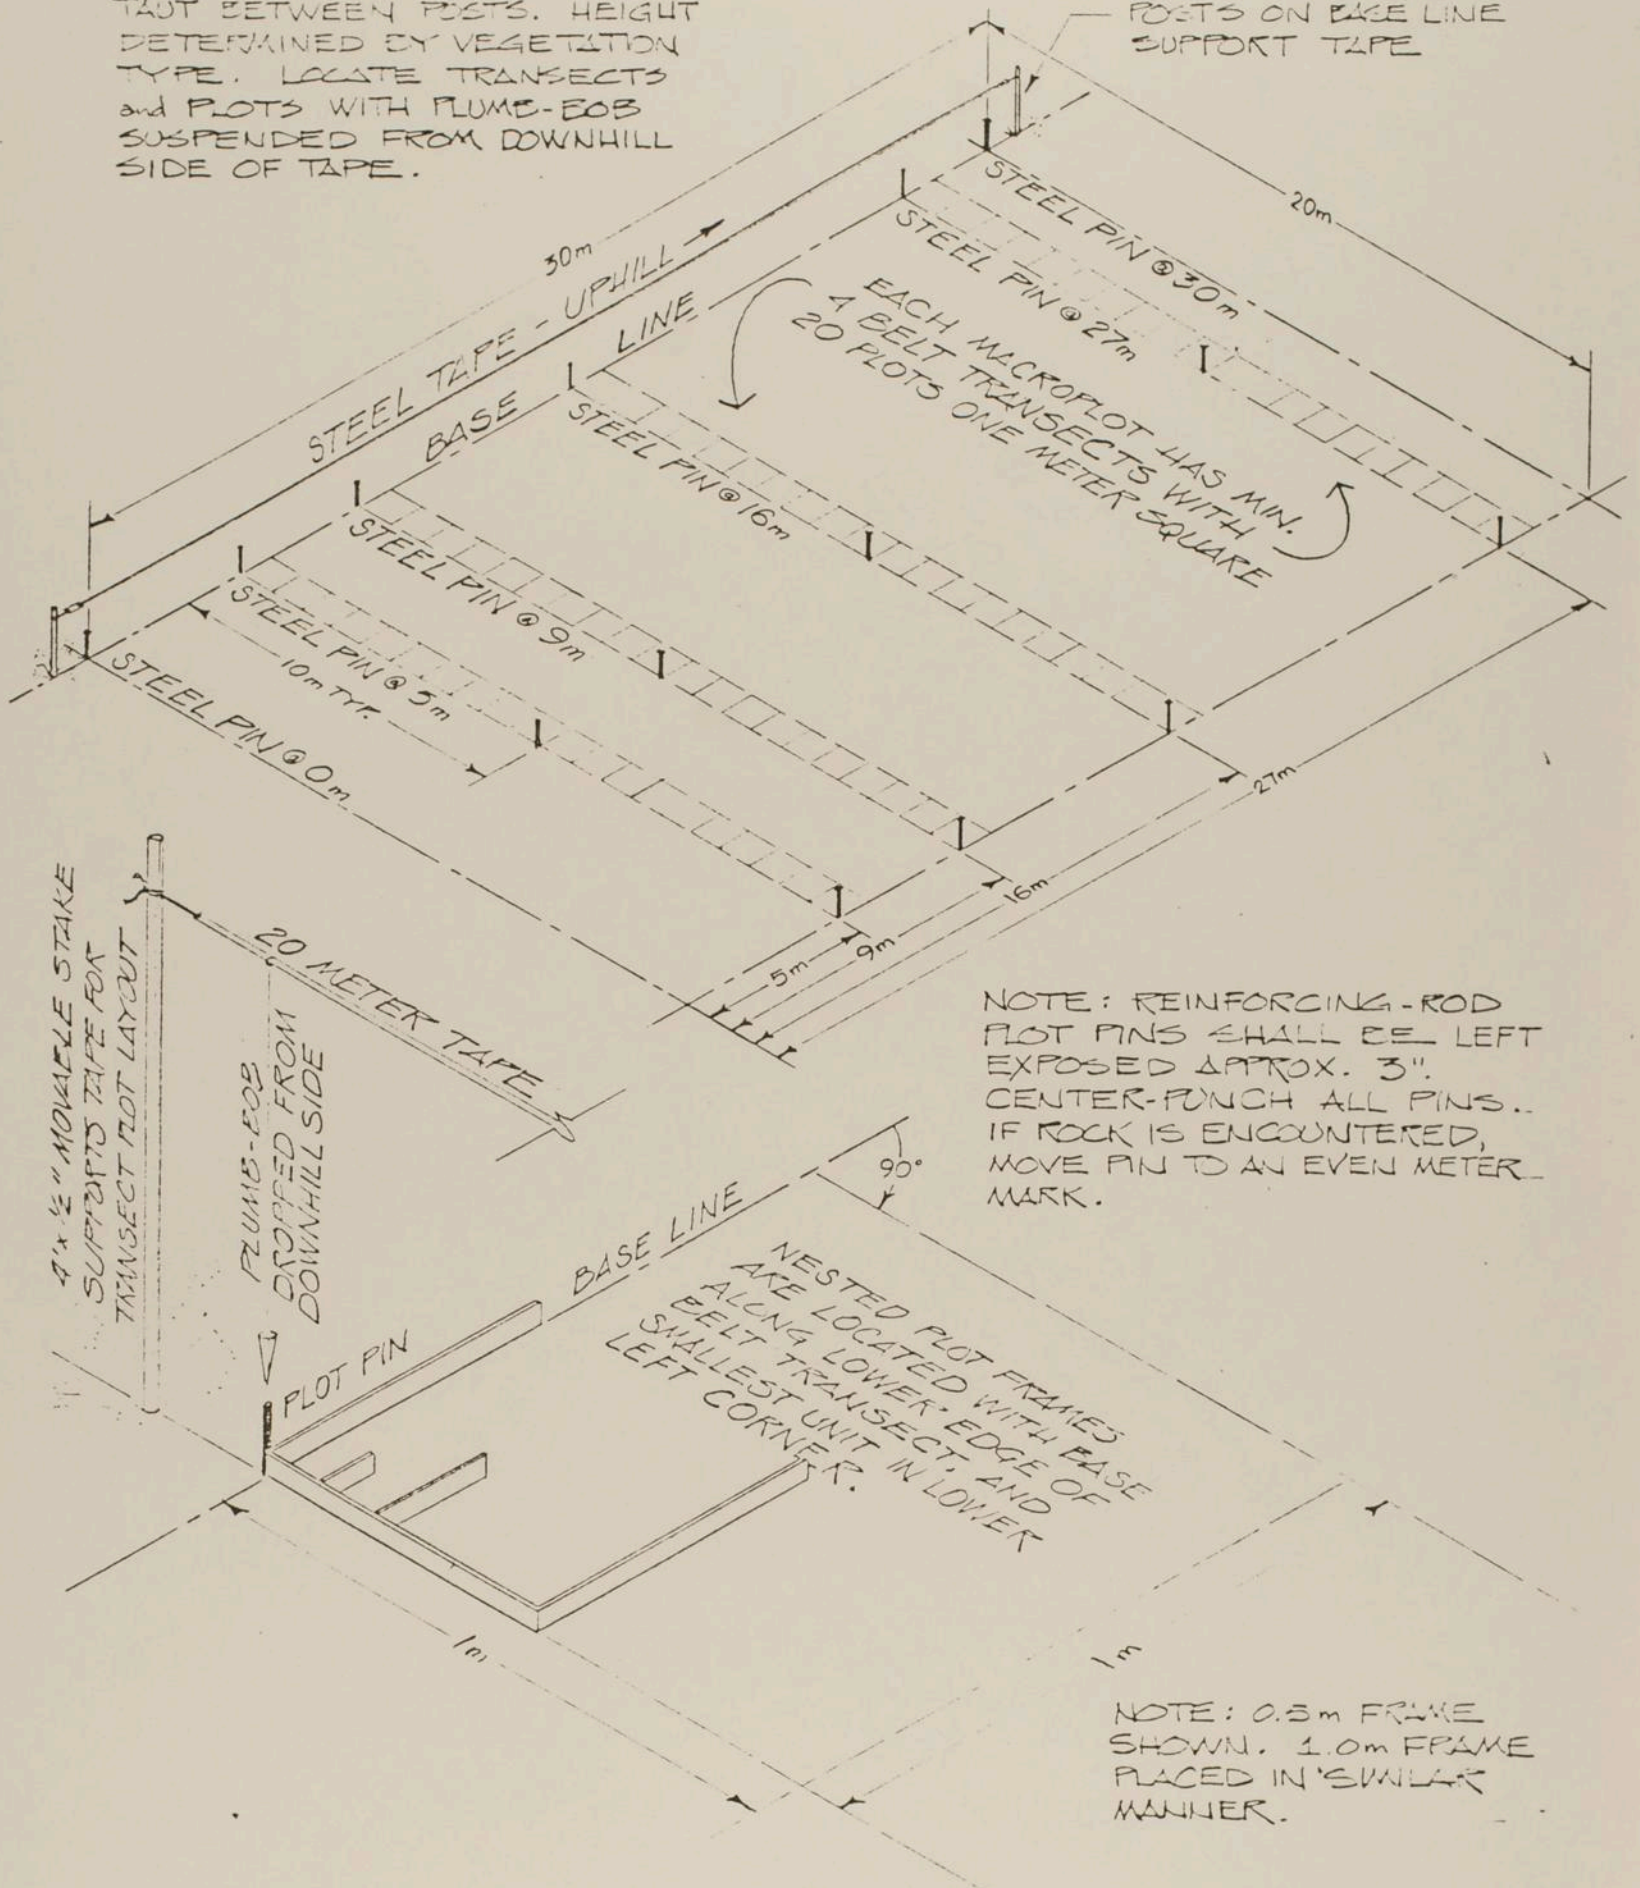 TAUT BETWEEN POSTS. HEIGHT
DETERMINED BY VEGETATION
TYPE. LOCATE TRANSECTS
and PLOTS WITH PLUMB-BOB
SUSPENDED FROM DOWNHILL
SIDE OF TAPE.
POSTS ON BASE LINE
SUPPORT TAPE
20m
30m
STEEL TAPE - UPHILL
BASE LINE
STEEL PIN @ 30m
STEEL PIN @ 27m
EACH MACROPLOT HAS MIN.
4 BELT TRANSECTS WITH
20 PLOTS ONE METER SQUARE
STEEL PIN @ 16m
STEEL PIN @ 9m
STEEL PIN @ 5m
10m TYP.
STEEL PIN @ 0m
27m
16m
9m
5m
4' x ½" MOVABLE STAKE
SUPPORTS TAPE FOR
TRANSECT PLOT LAYOUT
20 METER TAPE
PLUMB-BOB
DROPPED FROM
DOWNHILL SIDE
NOTE: REINFORCING-ROD
PLOT PINS SHALL BE LEFT
EXPOSED APPROX. 3".
CENTER-PUNCH ALL PINS.
IF ROCK IS ENCOUNTERED,
MOVE PIN TO AN EVEN METER
MARK.
90°
BASE LINE
PLOT PIN
NESTED PLOT FRAMES
ARE LOCATED WITH BASE
ALONG LOWER EDGE OF
BELT TRANSECT, AND
SMALLEST UNIT IN LOWER
LEFT CORNER.
1m
1m
NOTE: 0.5m FRAME
SHOWN. 1.0m FRAME
PLACED IN SIMILAR
MANNER.